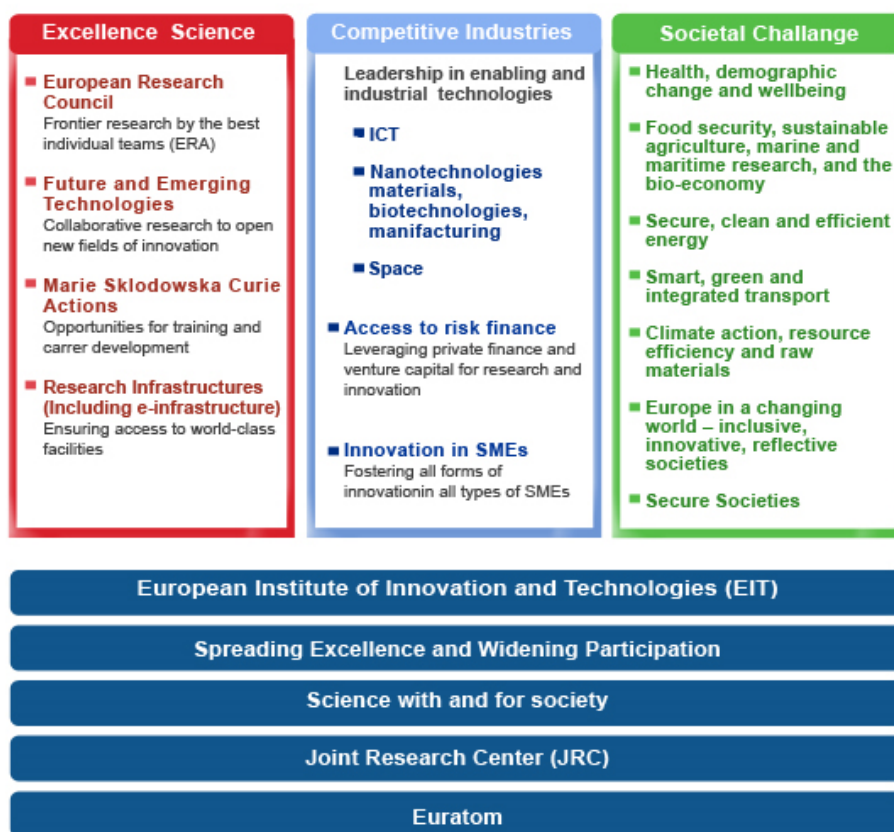 Excellence Science
European Research
Council
Frontier research by the best
individual teams (ERA)
Future and Emerging
Technologies
Collaborative research to open
new fields of innovation
Marie Sklodowska Curie
Actions
Opportunities for training and
carrer development
Research Infrastructures
(Including e-infrastructure)
Ensuring access to world-class
facilities
Competitive Industries
Leadership in enabling and
industrial technologies
ICT
Nanotechnologies
materials,
biotechnologies,
manifacturing
Space
Access to risk finance
Leveraging private finance and
venture capital for research and
innovation
Innovation in SMEs
Fostering all forms of
innovationin all types of SMEs
Societal Challange
Health, demographic
change and wellbeing
Food security, sustainable
agriculture, marine and
maritime research, and the
bio-economy
Secure, clean and efficient
energy
Smart, green and
integrated transport
Climate action, resource
efficiency and raw
materials
Europe in a changing
world – inclusive,
innovative, reflective
societies
Secure Societies
European Institute of Innovation and Technologies (EIT)
Spreading Excellence and Widening Participation
Science with and for society
Joint Research Center (JRC)
Euratom